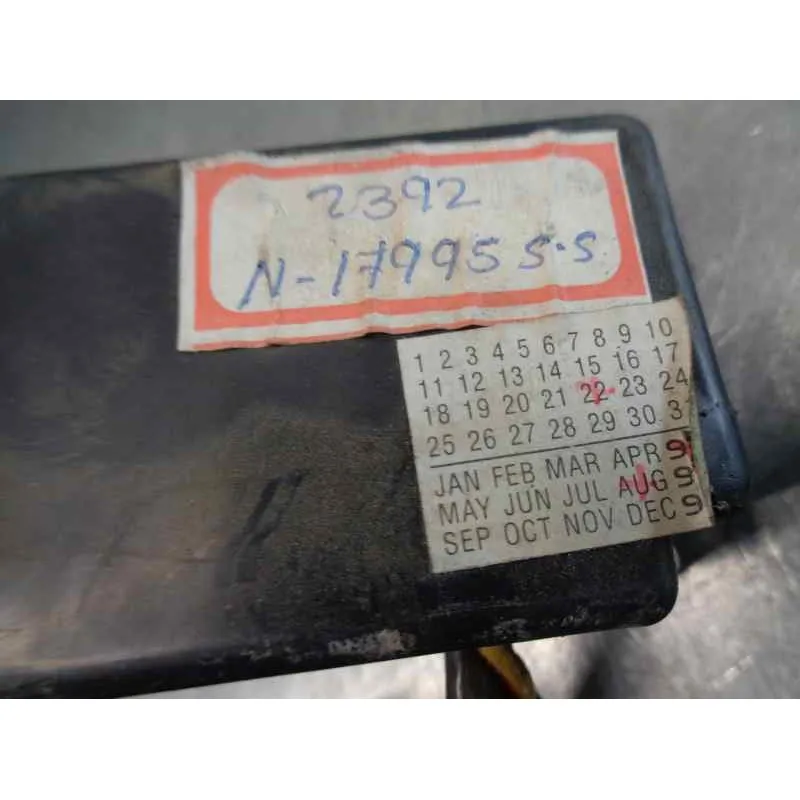 2392
N-17995 S.S
1 2 3 4 5 6 7 8 9 10
11 12 13 14 15 16 17
18 19 20 21 22 23 24
25 26 27 28 29 30 3
JAN FEB MAR APR 9
MAY JUN JUL AUG 9
SEP OCT NOV DEC 9